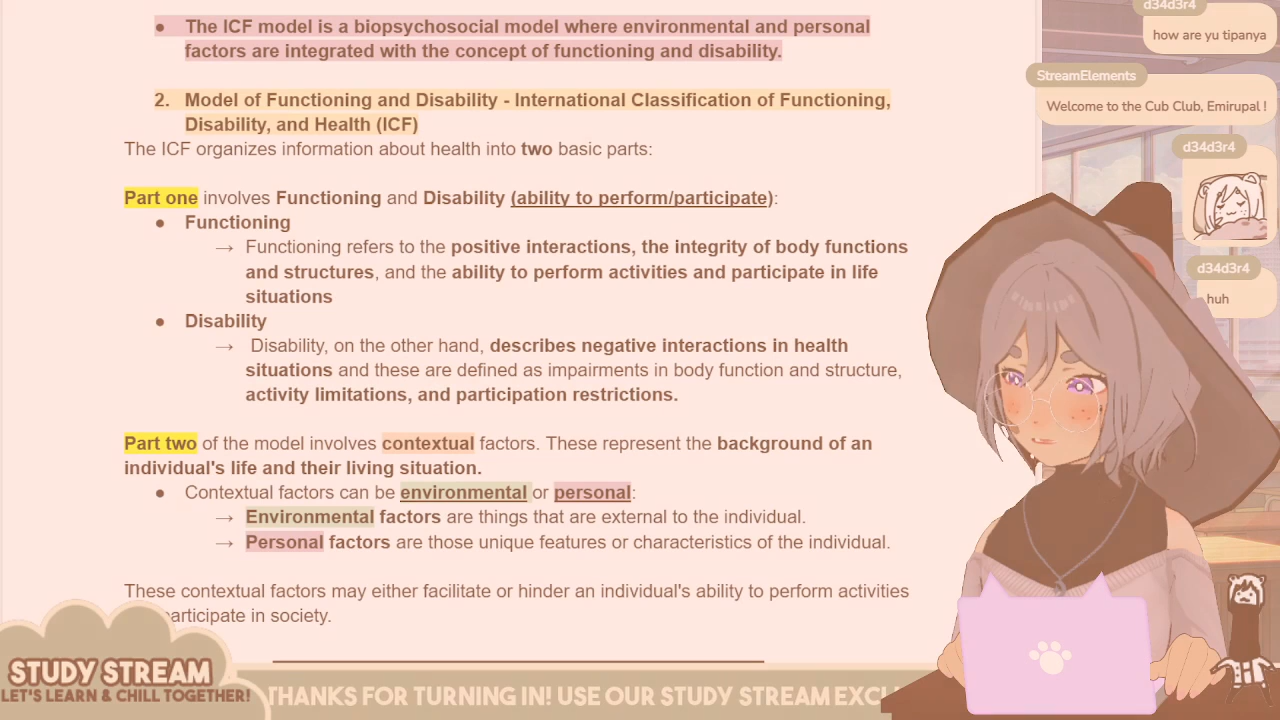 ● The ICF model is a biopsychosocial model where environmental and personal
factors are integrated with the concept of functioning and disability.
2. Model of Functioning and Disability - International Classification of Functioning,
Disability, and Health (ICF)
The ICF organizes information about health into two basic parts:
Part one involves Functioning and Disability (ability to perform/participate):
● Functioning
→ Functioning refers to the positive interactions, the integrity of body functions
and structures, and the ability to perform activities and participate in life
situations
● Disability
→ Disability, on the other hand, describes negative interactions in health
situations and these are defined as impairments in body function and structure,
activity limitations, and participation restrictions.
Part two of the model involves contextual factors. These represent the background of an
individual's life and their living situation.
● Contextual factors can be environmental or personal:
→ Environmental factors are things that are external to the individual.
→ Personal factors are those unique features or characteristics of the individual.
These contextual factors may either facilitate or hinder an individual's ability to perform activities
participate in society.
STUDY STREAM
LET'S LEARN & CHILL TOGETHER!
THANKS FOR TURNING IN! USE OUR STUDY STREAM EXCL
d34d3r4
how are yu tipanya
StreamElements
Welcome to the Cub Club, Emirupal !
d34d3r4
d34d3r4
huh